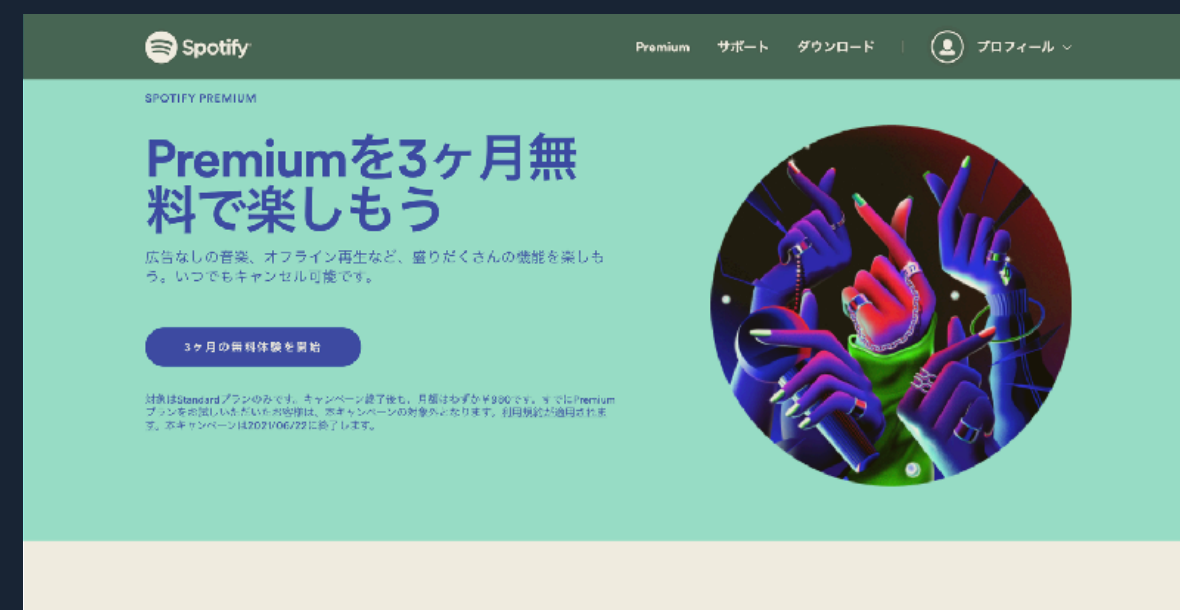 Spotify
Premium サポート ダウンロード プロフィール
SPOTIFY PREMIUM
Premiumを3ヶ月無
料で楽しもう
広告なしの音楽、オフライン再生など、盛りだくさんの機能を楽しも
う。いつでもキャンセル可能です。
3ヶ月の無料体験を開始
対象はStandardプランのみです。キャンペーン終了後も、月額はわずか￥980です。すでにPremium
プランをお試しいただいたお客様は、本キャンペーンの対象外となります。利用規約が適用されま
す。本キャンペーンは2021/06/22に終了します。